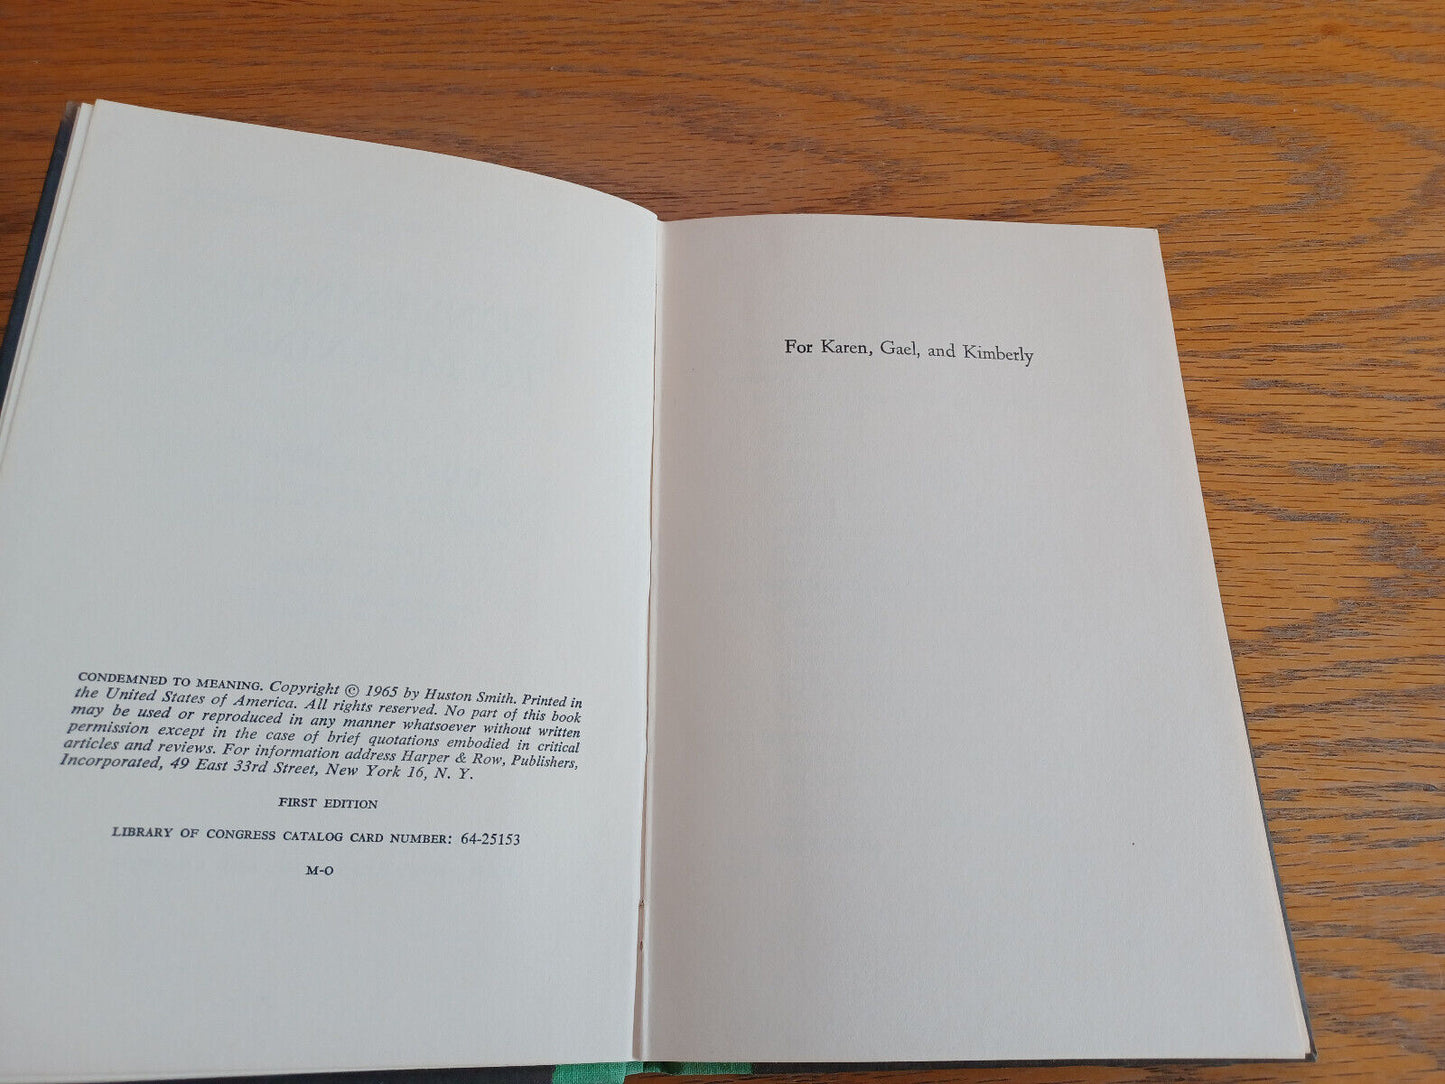 CONDEMNED TO MEANING. Copyright © 1965 by Huston Smith. Printed in
the United States of America. All rights reserved. No part of this book
may be used or reproduced in any manner whatsoever without written
permission except in the case of brief quotations embodied in critical
articles and reviews. For information address Harper & Row, Publishers,
Incorporated, 49 East 33rd Street, New York 16, N. Y.
FIRST EDITION
LIBRARY OF CONGRESS CATALOG CARD NUMBER: 64-25153
M-O
For Karen, Gael, and Kimberly